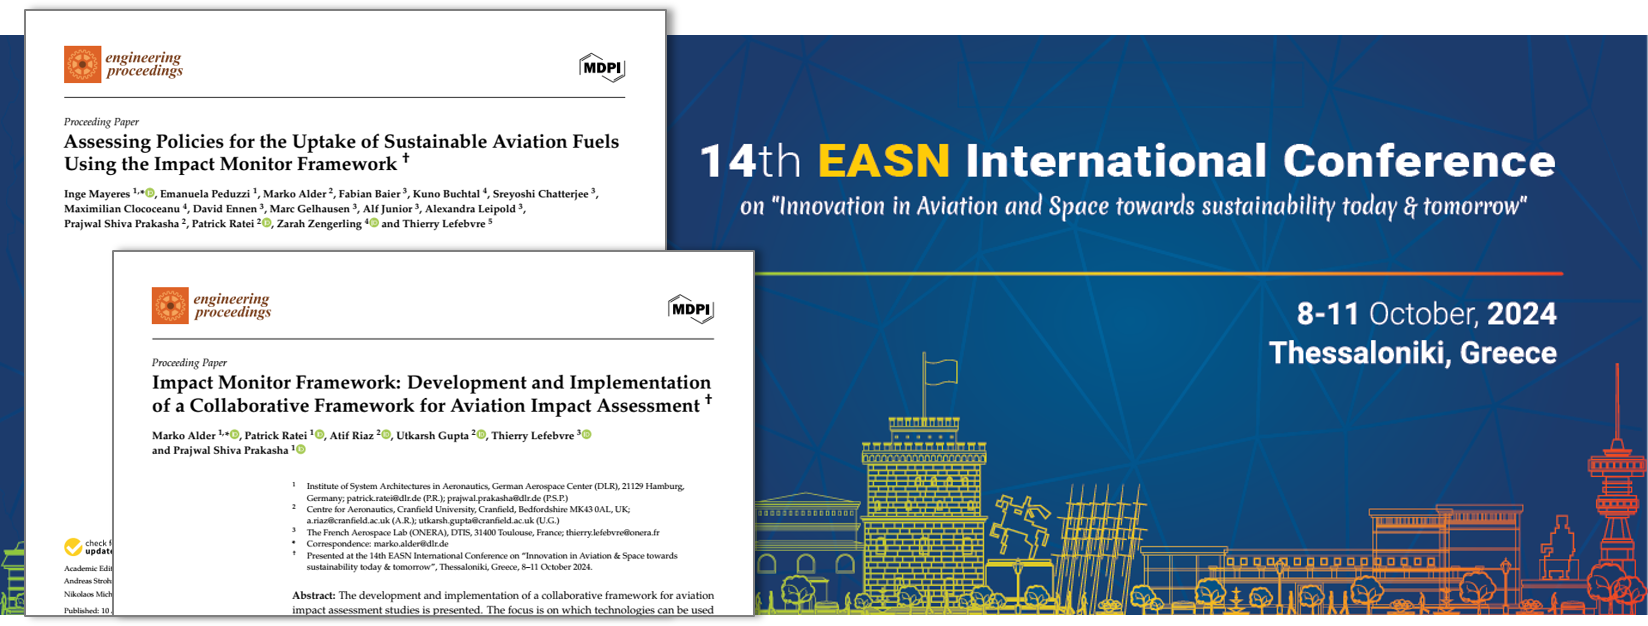 engineering
proceedings
MDPI
Proceeding Paper
Assessing Policies for the Uptake of Sustainable Aviation Fuels
Using the Impact Monitor Framework †
Inge Mayeres 1,*, Emanuela Peduzzi 1, Marko Alder 2, Fabian Baier 3, Kuno Buchtal 4, Sreyoshi Chatterjee 3,
Maximilian Clococeanu 4, David Ennen 3, Marc Gelhausen 3, Alf Junior 3, Alexandra Leipold 3,
Prajwal Shiva Prakasha 2, Patrick Ratei 2, Zarah Zengerling 4 and Thierry Lefebvre 5
check f
update
Academic Edit
Andreas Stroh
Nikolaos Mich
Published: 10
engineering
proceedings
MDPI
Proceeding Paper
Impact Monitor Framework: Development and Implementation
of a Collaborative Framework for Aviation Impact Assessment †
Marko Alder 1,*, Patrick Ratei 1, Atif Riaz 2, Utkarsh Gupta 2, Thierry Lefebvre 3
and Prajwal Shiva Prakasha 1
1 Institute of System Architectures in Aeronautics, German Aerospace Center (DLR), 21129 Hamburg,
Germany; patrick.ratei@dlr.de (P.R.); prajwal.prakasha@dlr.de (P.S.P.)
2 Centre for Aeronautics, Cranfield University, Cranfield, Bedfordshire MK43 0AL, UK;
a.riaz@cranfield.ac.uk (A.R.); utkarsh.gupta@cranfield.ac.uk (U.G.)
3 The French Aerospace Lab (ONERA), DTIS, 31400 Toulouse, France; thierry.lefebvre@onera.fr
* Correspondence: marko.alder@dlr.de
† Presented at the 14th EASN International Conference on “Innovation in Aviation & Space towards
sustainability today & tomorrow”, Thessaloniki, Greece, 8–11 October 2024.
Abstract: The development and implementation of a collaborative framework for aviation
impact assessment studies is presented. The focus is on which technologies can be used
14th EASN International Conference
on "Innovation in Aviation and Space towards sustainability today & tomorrow"
8-11 October, 2024
Thessaloniki, Greece